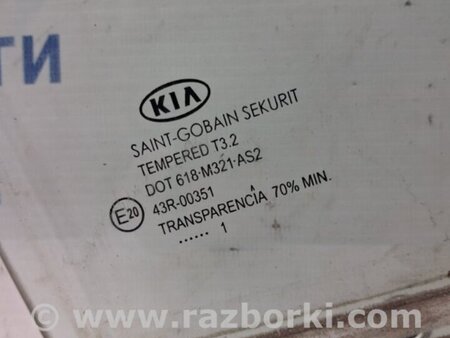 ТИ
KIA
SAINT-GOBAIN SEKURIT
TEMPERED T3.2
DOT 618-M321-AS2
E20
43R-00351
TRANSPARENCIA 70% MIN.
...... 1
© www.razborki.com